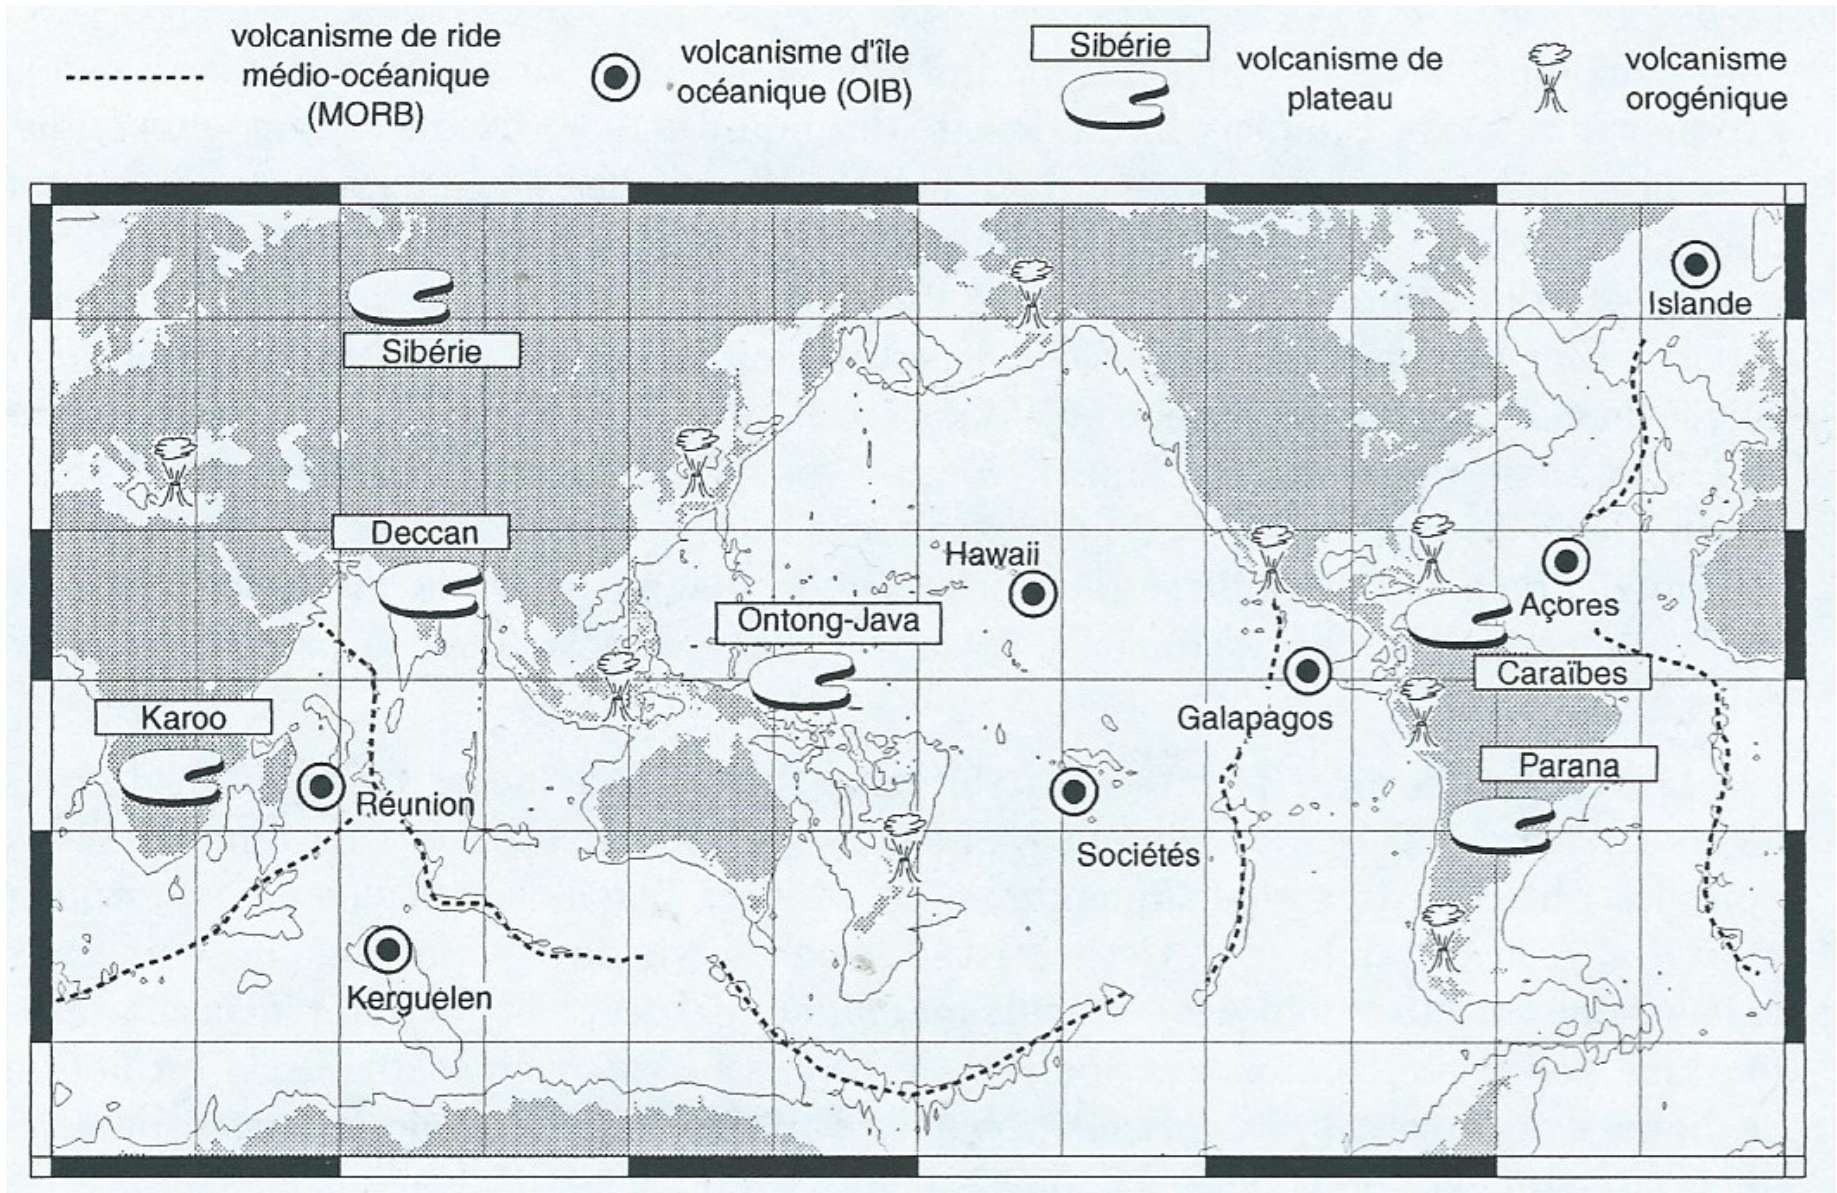 volcanisme de ride
médio-océanique
(MORB)
volcanisme d'île
océanique (OIB)
Sibérie
volcanisme de
plateau
volcanisme
orogénique
Islande
Sibérie
Deccan
Hawaii
Ontong-Java
Açores
Caraïbes
Karoo
Galapagos
Parana
Réunion
Sociétés
Kerguelen